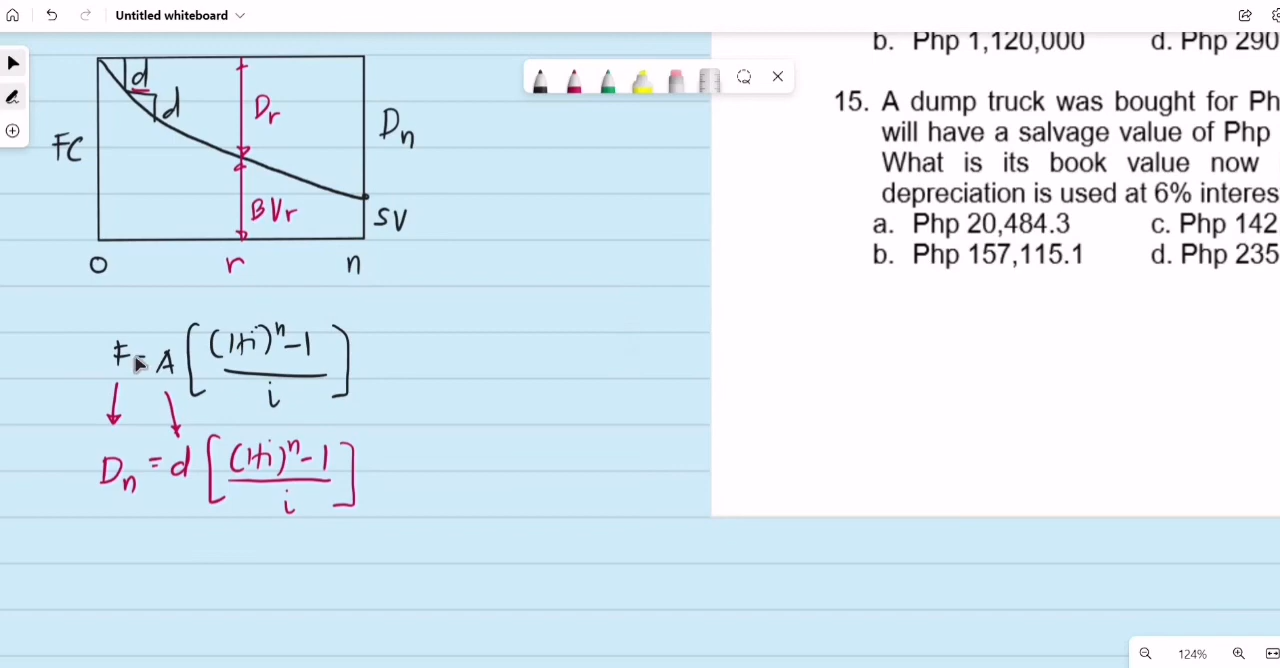 Untitled whiteboard
b. Php 1,120,000 d. Php 290
15. A dump truck was bought for Ph
will have a salvage value of Php
What is its book value now
depreciation is used at 6% interes
a. Php 20,484.3 c. Php 142
b. Php 157,115.1 d. Php 235
d
d
FC
Dr
Dn
BVr
SV
0 r n
F = A [ (1+i)^n - 1 / i ]
Dn = d [ (1+i)^n - 1 / i ]
124%